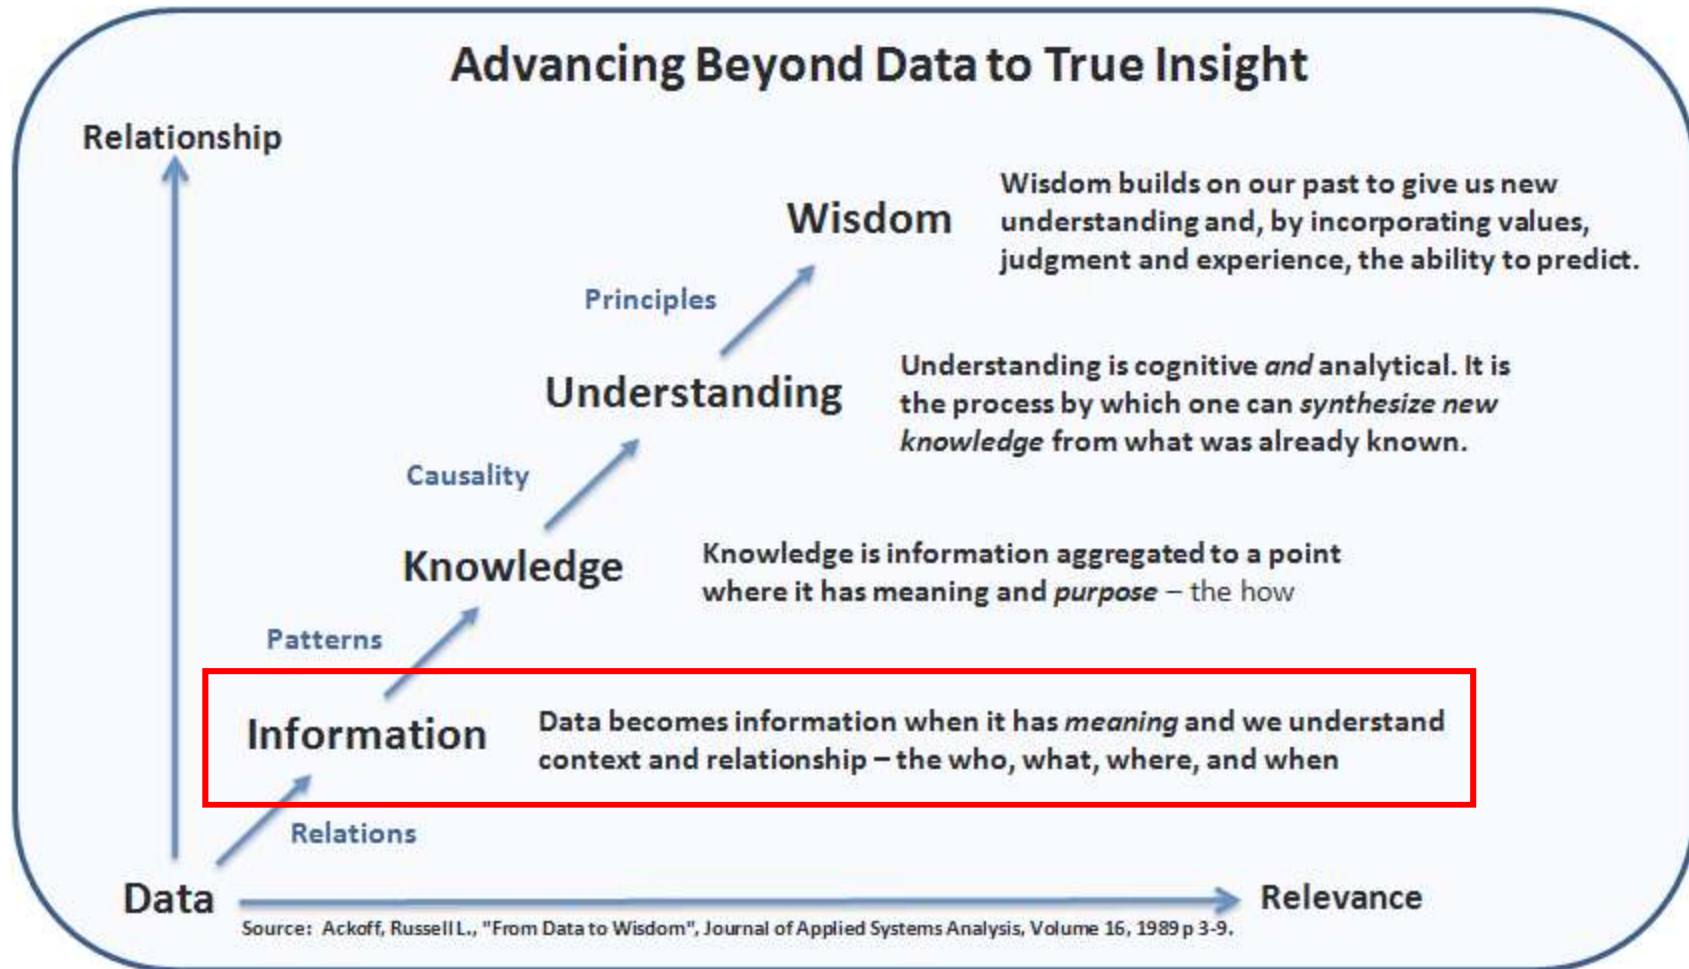 Advancing Beyond Data to True Insight
Relationship
Wisdom
Wisdom builds on our past to give us new
understanding and, by incorporating values,
judgment and experience, the ability to predict.
Principles
Understanding
Understanding is cognitive and analytical. It is
the process by which one can synthesize new
knowledge from what was already known.
Causality
Knowledge
Knowledge is information aggregated to a point
where it has meaning and purpose – the how
Patterns
Information
Data becomes information when it has meaning and we understand
context and relationship – the who, what, where, and when
Relations
Data
Relevance
Source: Ackoff, Russell L., "From Data to Wisdom", Journal of Applied Systems Analysis, Volume 16, 1989 p 3-9.